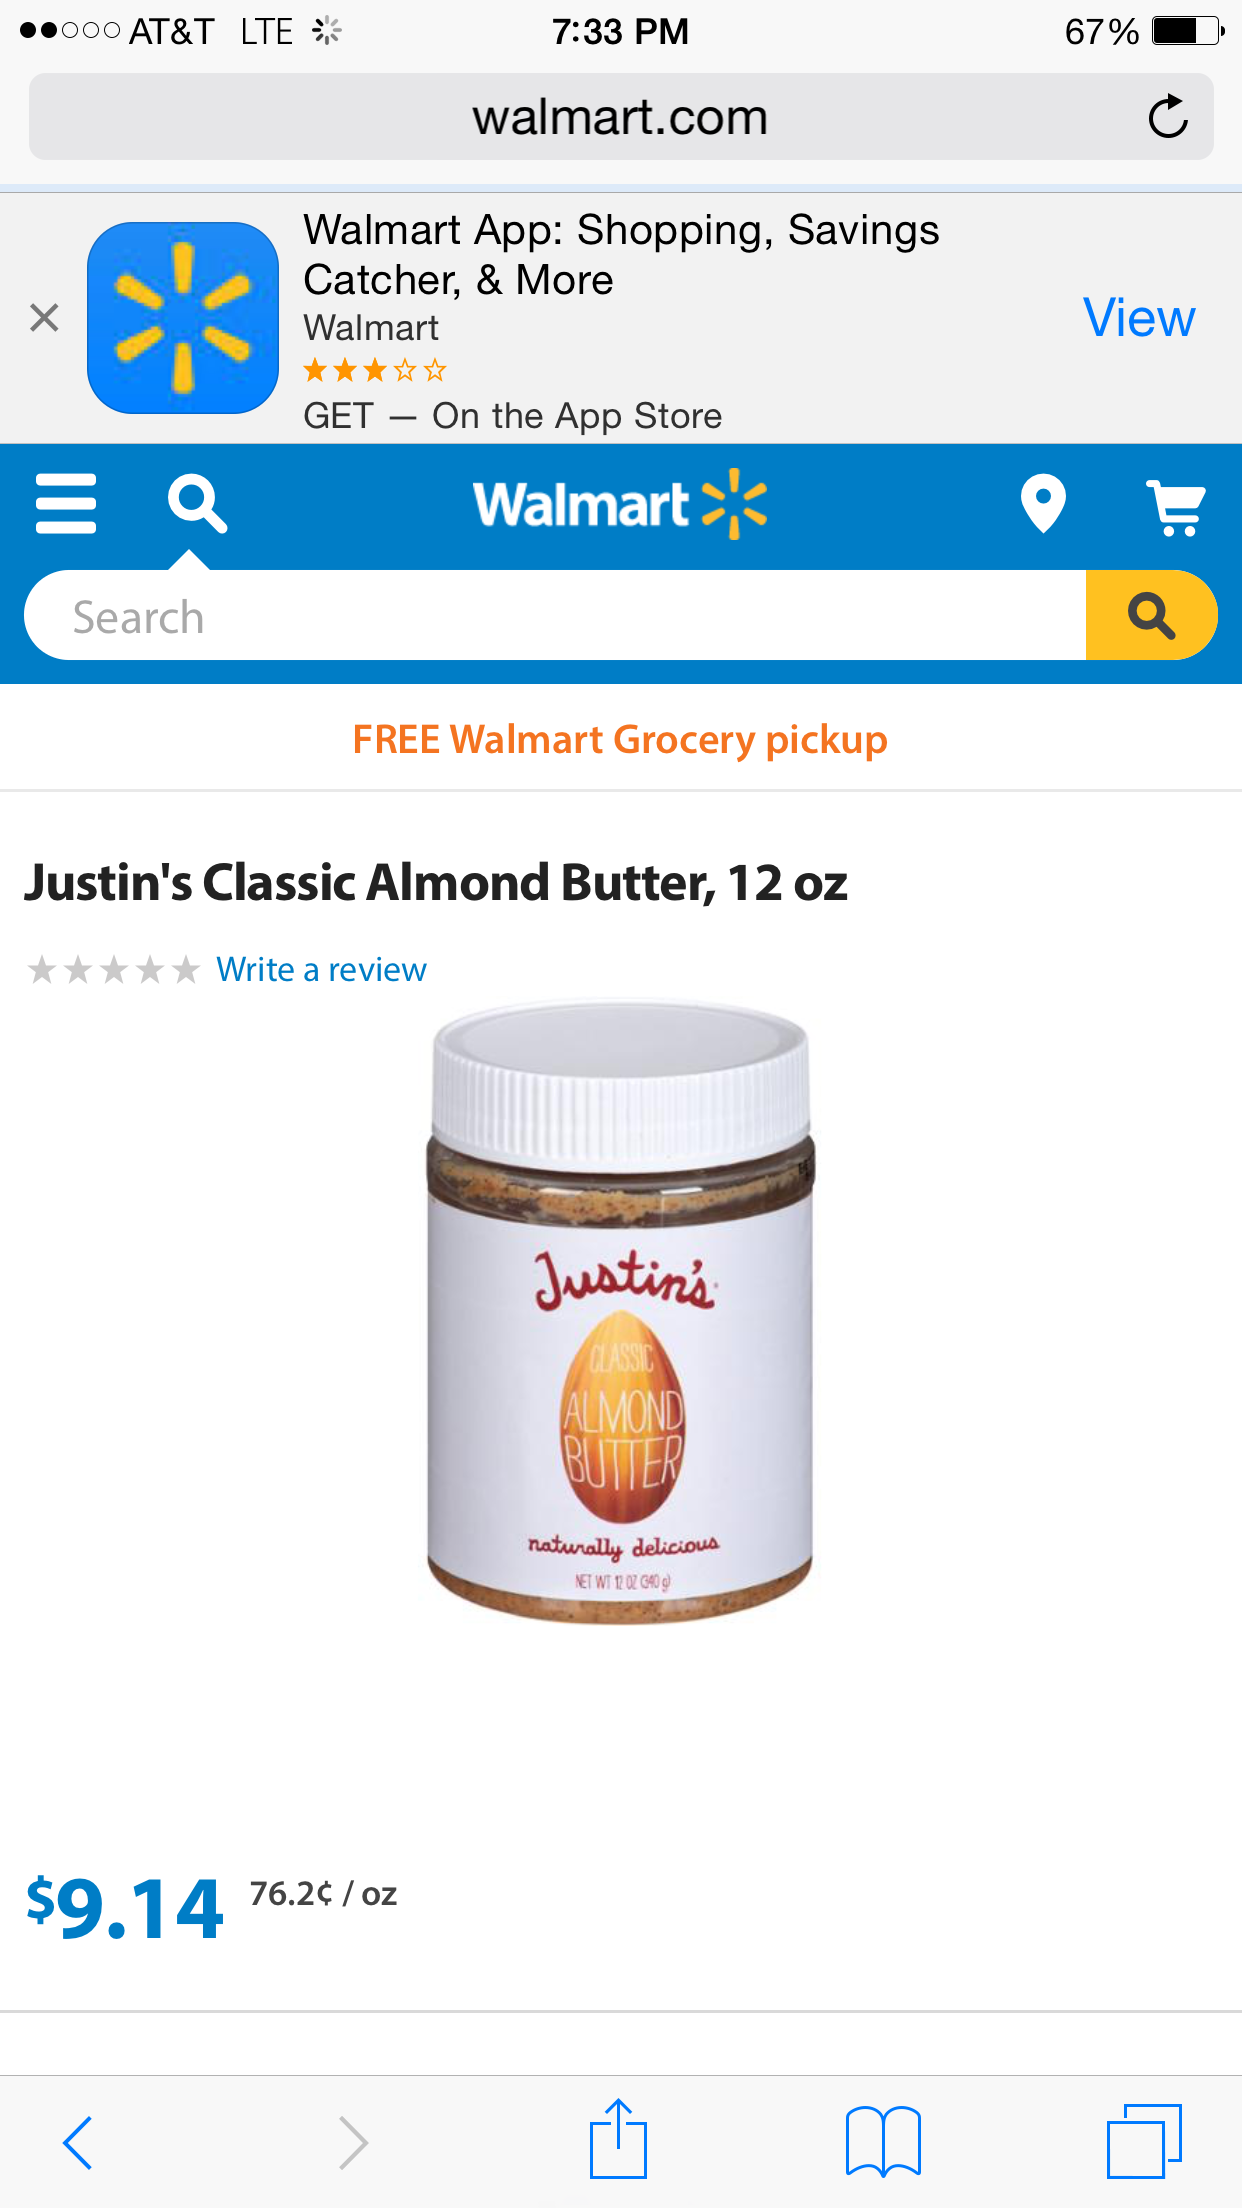 AT&T LTE 7:33 PM 67%
walmart.com
Walmart App: Shopping, Savings
Catcher, & More
Walmart
GET — On the App Store
View
Walmart
Search
FREE Walmart Grocery pickup
Justin's Classic Almond Butter, 12 oz
Write a review
Justin's
CLASSIC
ALMOND
BUTTER
naturally delicious
NET WT 12 OZ (340 g)
$9.14 76.2¢ / oz